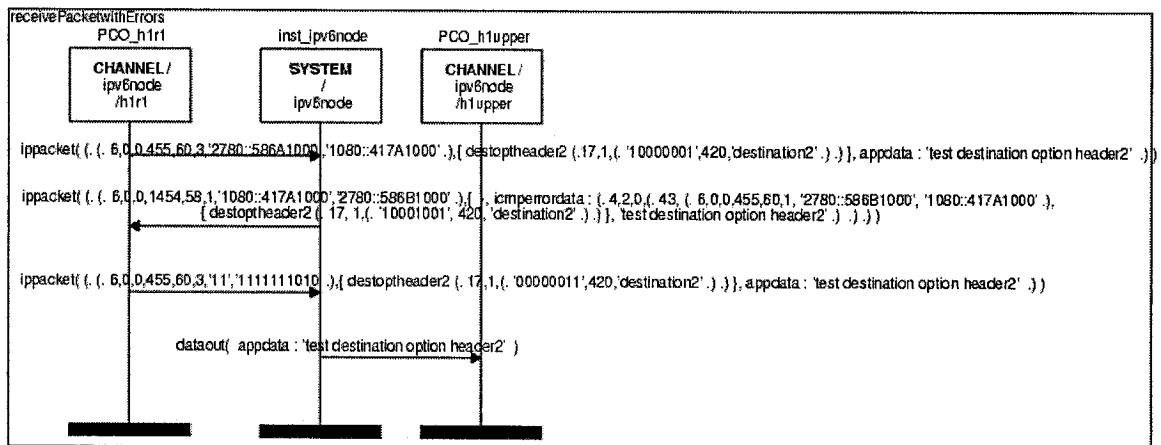 receivePacketwithErrors
PCO_h1r1 inst_ipv6node PCO_h1upper
CHANNEL/ SYSTEM CHANNEL/
ipv6node / ipv6node
/h1r1 ipv6node /h1upper
ippacket( (. (. 6,0,0,455,60,3,'2780::586A1000','1080::417A1000' .),{ destoptheader2 (.17,1,(. '10000001',420,'destination2' .) .) }, appdata : 'test destination option header2' .) )
ippacket( (. (. 6,0,0,1454,58,1,'1080::417A1000','2780::586B1000' .),{ }, icmperrordata : (. 4,2,0,(. 43, (. 6,0,0,455,60,1, '2780::586B1000', '1080::417A1000' .),
{ destoptheader2 (. 17, 1,(. '10001001', 420, 'destination2' .) .) }, 'test destination option header2' .) .) .) )
ippacket( (. (. 6,0,0,455,60,3,'11','1111111010' .),{ destoptheader2 (. 17,1,(. '00000011',420,'destination2' .) .) }, appdata : 'test destination option header2' .) )
dataout( appdata : 'test destination option header2' )